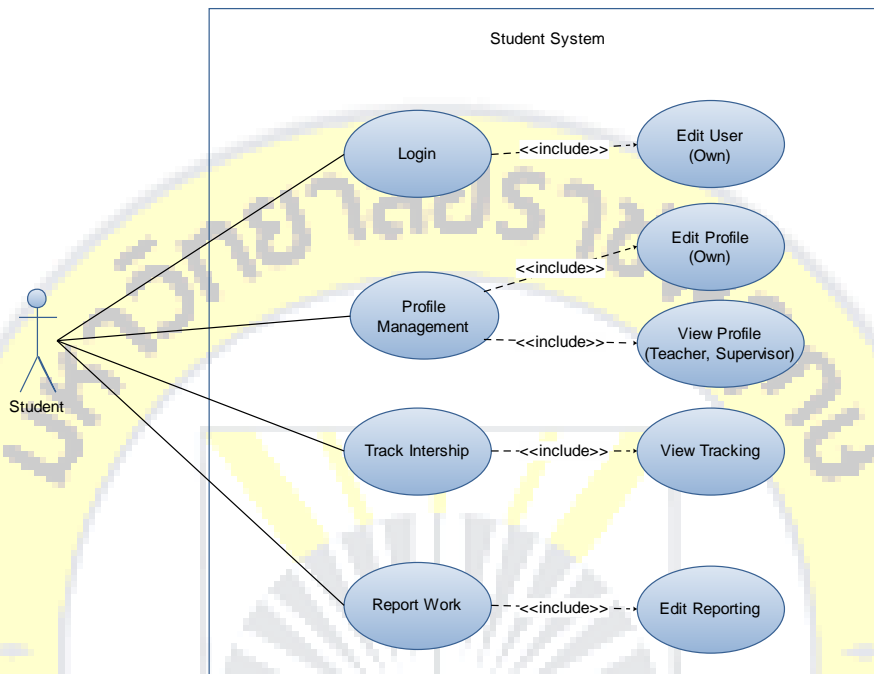 Student System
Login
<<include>>
Edit User
(Own)
Edit Profile
(Own)
<<include>>
Profile
Management
<<include>>
View Profile
(Teacher, Supervisor)
Student
Track Intership
<<include>>
View Tracking
Report Work
<<include>>
Edit Reporting